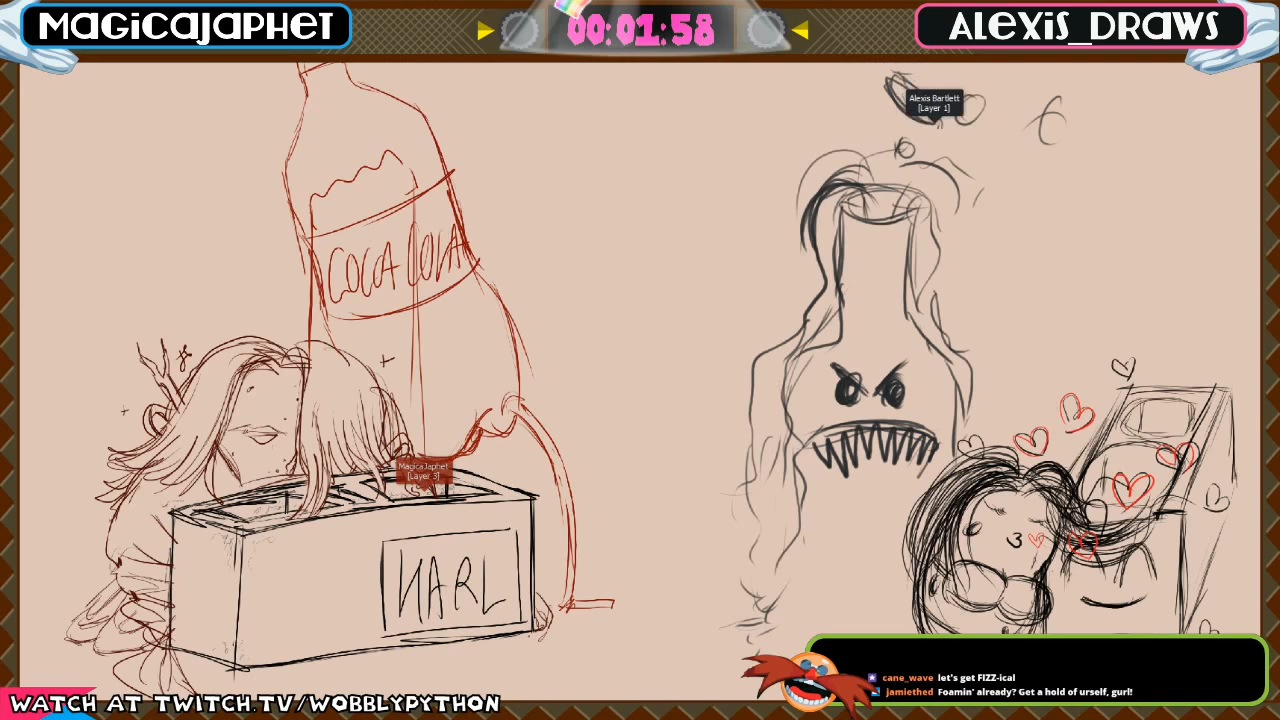 MAGICAJAPHET
00:01:58
ALEXIS_DRAWS
Alexis Bartlett
[Layer 1]
COCA COLA
MagicaJaphet
[Layer 3]
NARL
cane_wave let's get FIZZ-ical
jamiethed Foamin' already? Get a hold of urself, gurl!
WATCH AT TWITCH.TV/WOBBLYPYTHON